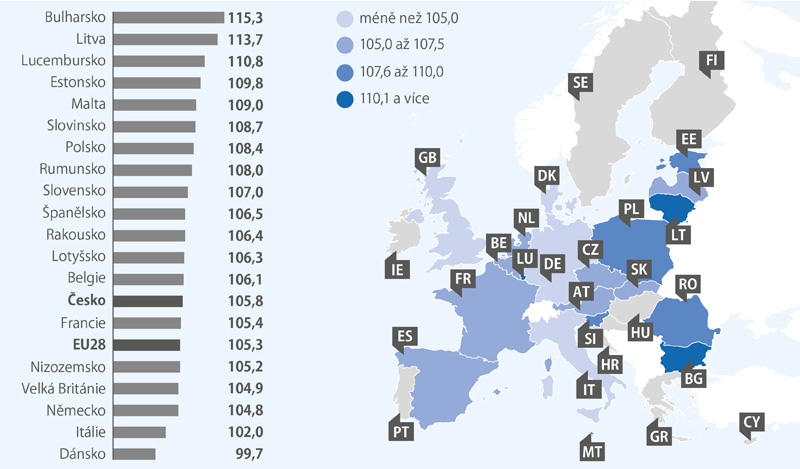 Bulharsko 115,3
Litva 113,7
Lucembursko 110,8
Estonsko 109,8
Malta 109,0
Slovinsko 108,7
Polsko 108,4
Rumunsko 108,0
Slovensko 107,0
Španělsko 106,5
Rakousko 106,4
Lotyšsko 106,3
Belgie 106,1
Česko 105,8
Francie 105,4
EU28 105,3
Nizozemsko 105,2
Velká Británie 104,9
Německo 104,8
Itálie 102,0
Dánsko 99,7
méně než 105,0
105,0 až 107,5
107,6 až 110,0
110,1 a více
FI
SE
EE
GB
DK
LV
PL
NL
LT
BE
CZ
IE
LU
DE
SK
FR
AT
RO
ES
SI
HU
HR
BG
IT
PT
GR
CY
MT